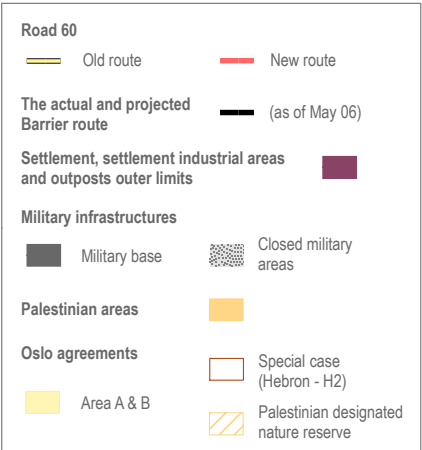 Road 60
Old route
New route
The actual and projected
Barrier route
(as of May 06)
Settlement, settlement industrial areas
and outposts outer limits
Military infrastructures
Military base
Closed military
areas
Palestinian areas
Oslo agreements
Special case
(Hebron - H2)
Area A & B
Palestinian designated
nature reserve